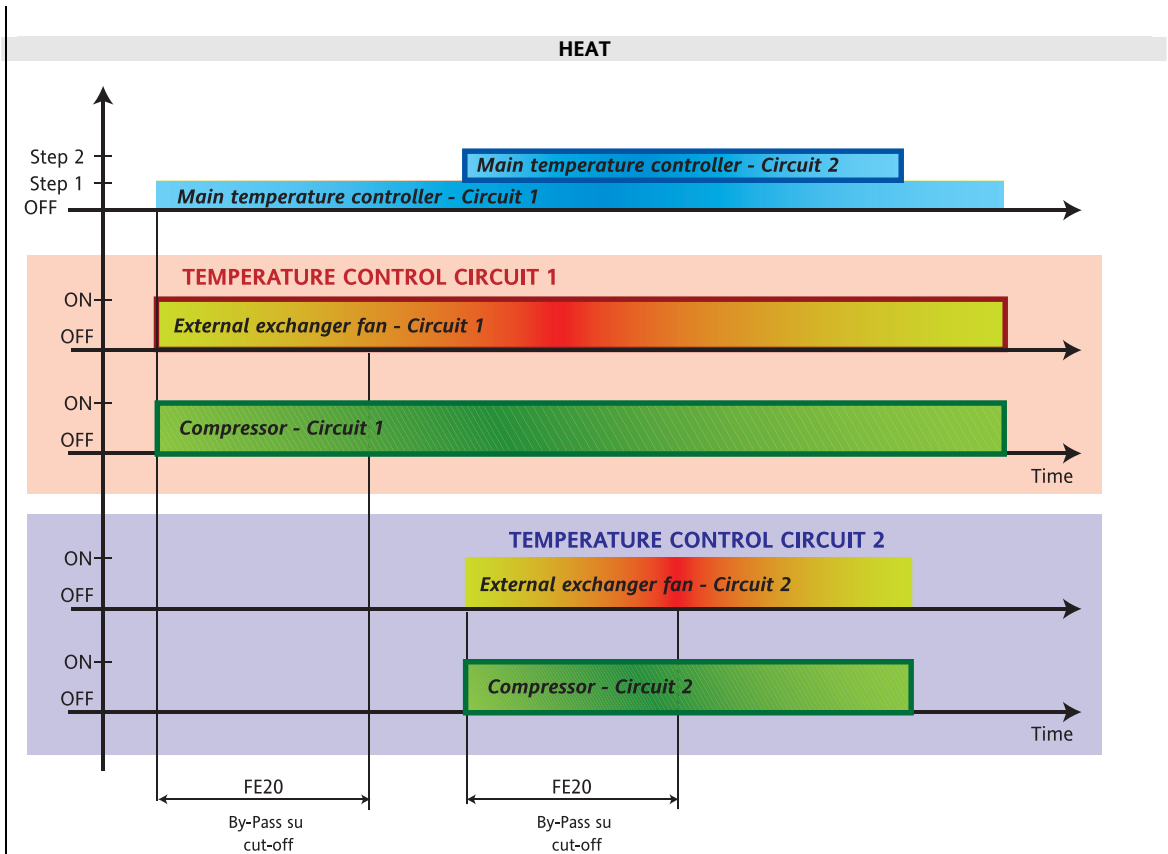 HEAT
Step 2
Step 1
OFF
Main temperature controller - Circuit 2
Main temperature controller - Circuit 1
TEMPERATURE CONTROL CIRCUIT 1
ON
OFF
External exchanger fan - Circuit 1
ON
OFF
Compressor - Circuit 1
Time
TEMPERATURE CONTROL CIRCUIT 2
ON
OFF
External exchanger fan - Circuit 2
ON
OFF
Compressor - Circuit 2
Time
FE20
By-Pass su
cut-off
FE20
By-Pass su
cut-off